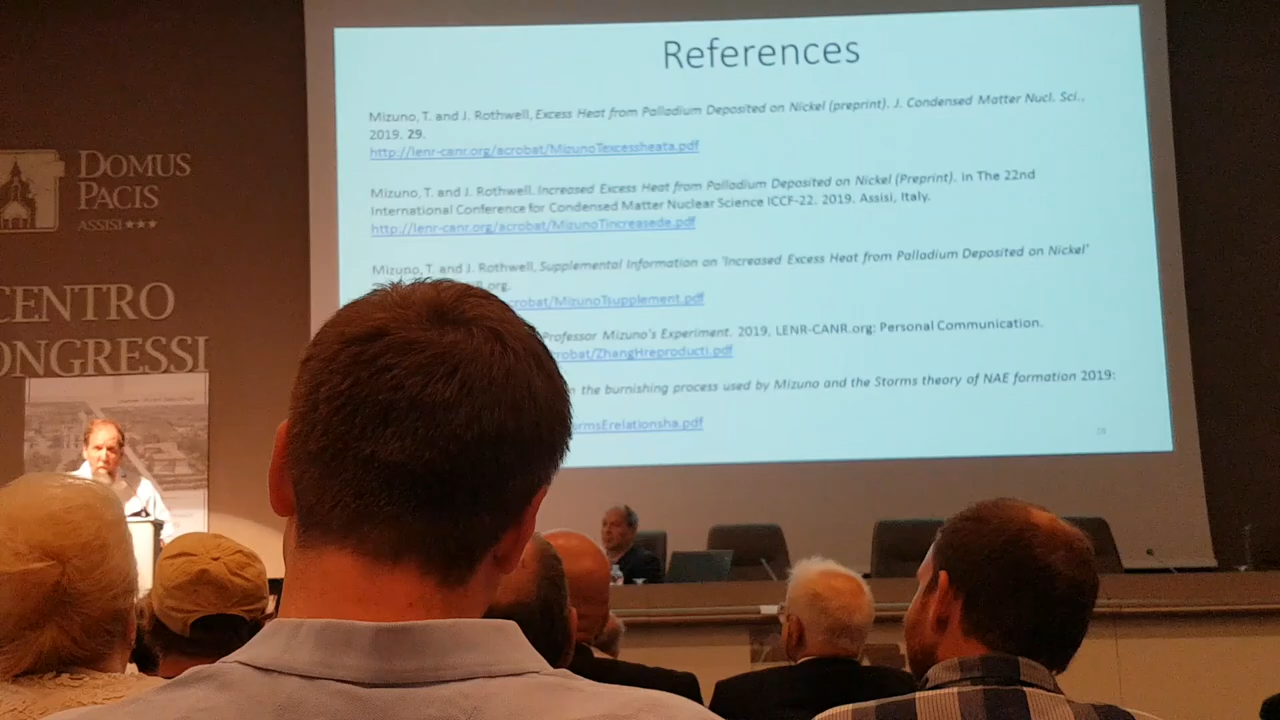 References
Mizuno, T. and J. Rothwell, Excess Heat from Palladium Deposited on Nickel (preprint). J. Condensed Matter Nucl. Sci.,
2019. 29.
http://lenr-canr.org/acrobat/MizunoTexcessheata.pdf
Mizuno, T. and J. Rothwell. Increased Excess Heat from Palladium Deposited on Nickel (Preprint). in The 22nd
International Conference for Condensed Matter Nuclear Science ICCF-22. 2019. Assisi, Italy.
http://lenr-canr.org/acrobat/MizunoTincreasede.pdf
Mizuno, T. and J. Rothwell, Supplemental Information on 'Increased Excess Heat from Palladium Deposited on Nickel'
.org.
crobat/MizunoTsupplement.pdf
Professor Mizuno's Experiment. 2019, LENR-CANR.org: Personal Communication.
robat/ZhangHreproducti.pdf
the burnishing process used by Mizuno and the Storms theory of NAE formation 2019:
rmsErelationsha.pdf
DOMUS
PACIS
ASSISI★★★
CENTRO
ONGRESSI